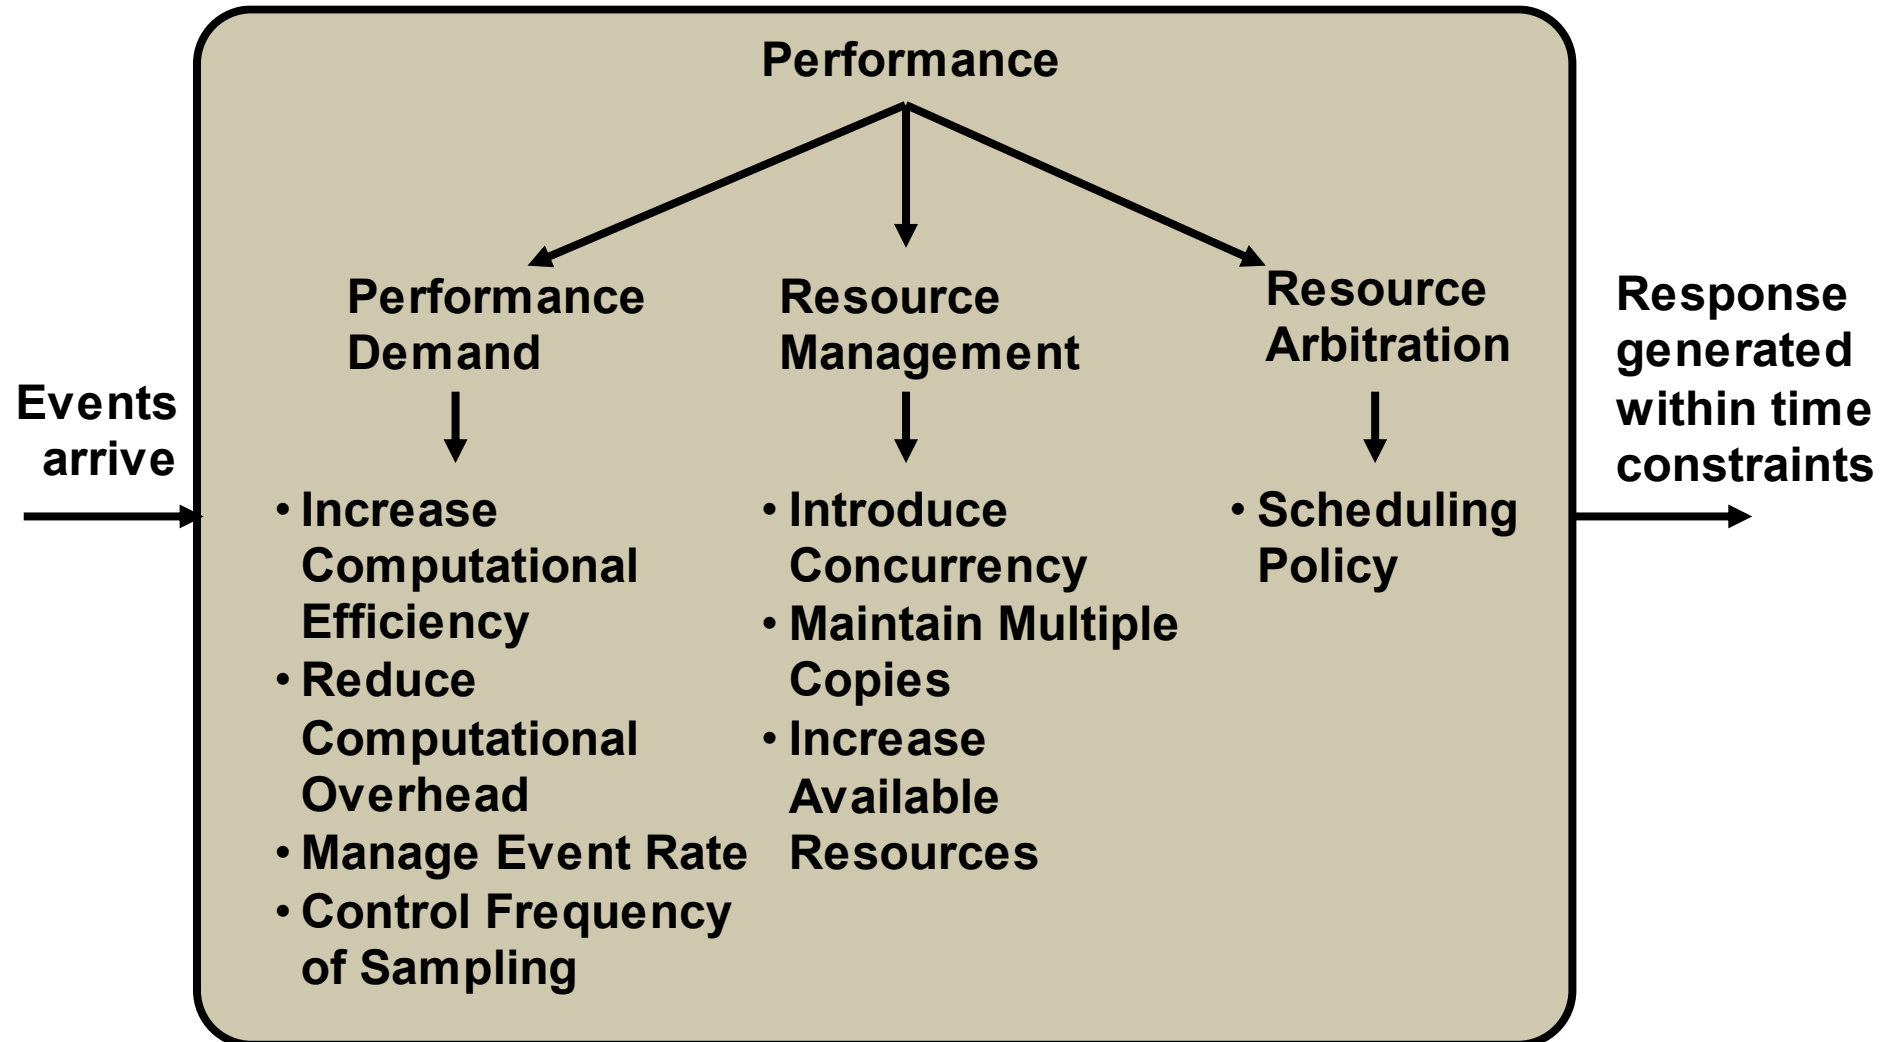 Performance
Events
arrive
Performance
Demand
• Increase
Computational
Efficiency
• Reduce
Computational
Overhead
• Manage Event Rate
• Control Frequency
of Sampling
Resource
Management
• Introduce
Concurrency
• Maintain Multiple
Copies
• Increase
Available
Resources
Resource
Arbitration
• Scheduling
Policy
Response
generated
within time
constraints